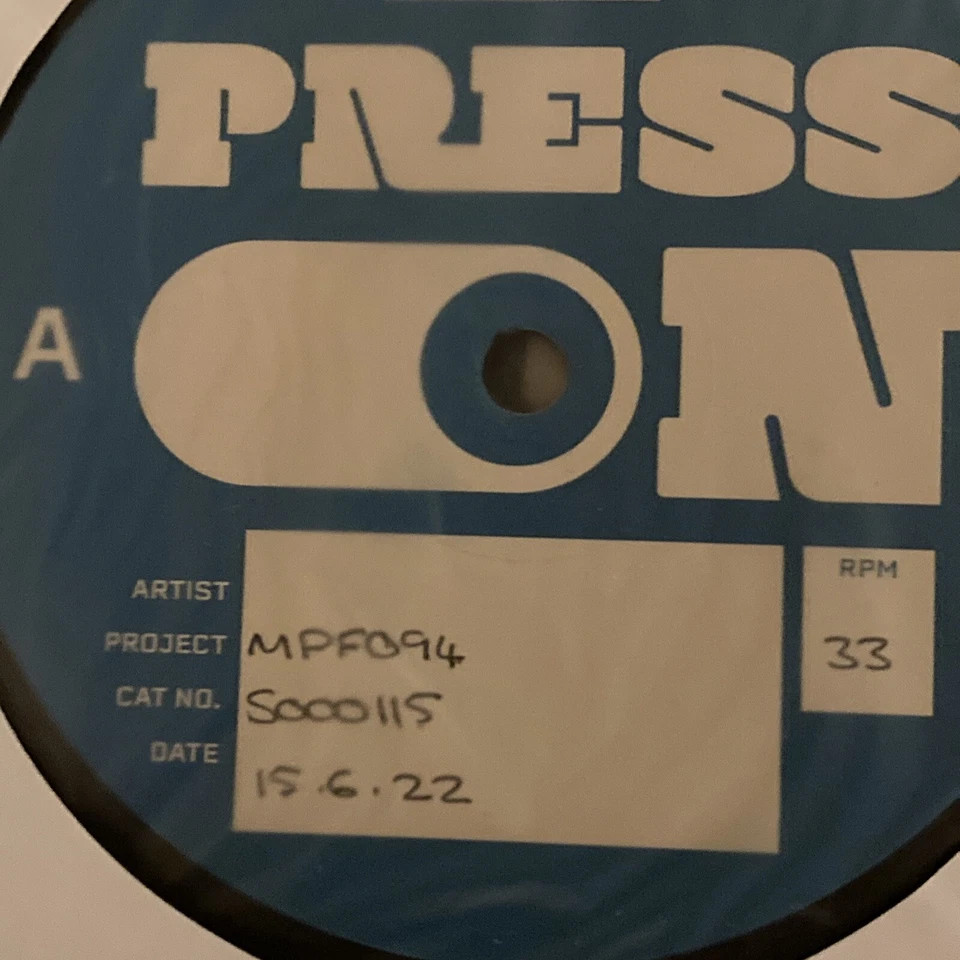 PRESS
ON
A
RPM
33
ARTIST
PROJECT MPF094
CAT NO. S000115
DATE 15.6.22